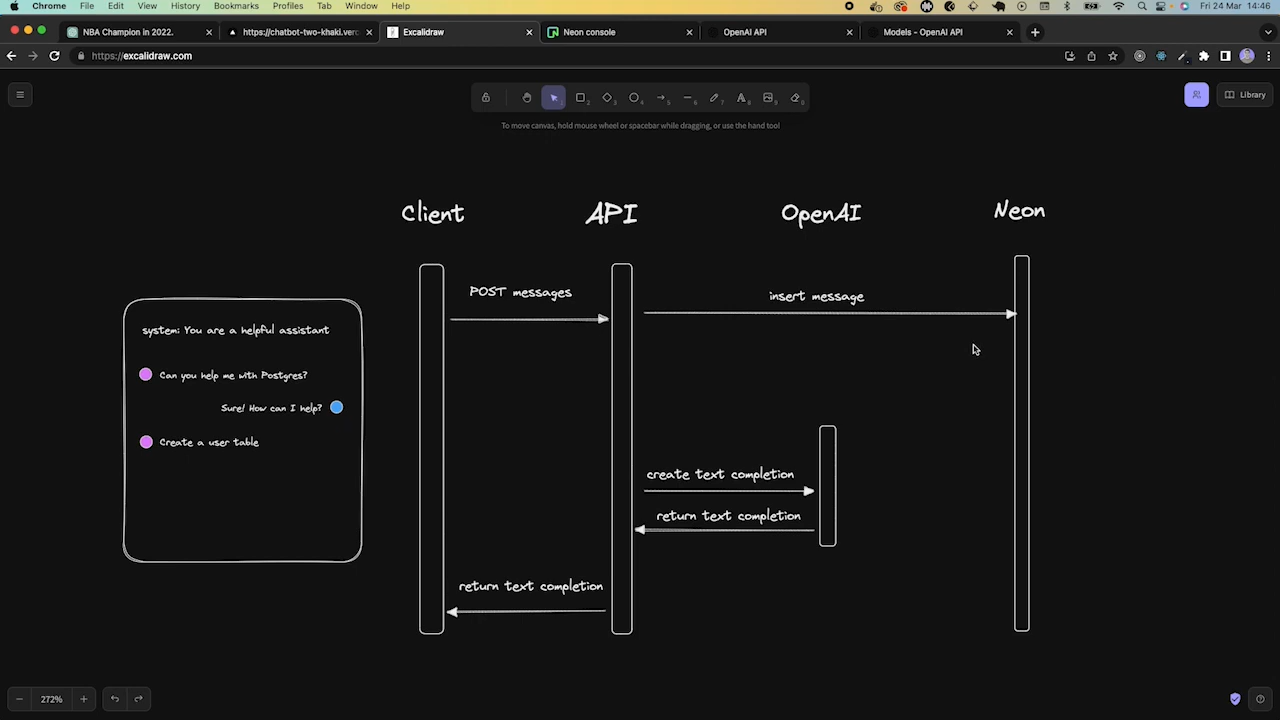 Chrome File Edit View History Bookmarks Profiles Tab Window Help Fri 24 Mar 14:46
NBA Champion in 2022. https://chatbot-two-khaki.verc Excalidraw Neon console OpenAI API Models - OpenAI API
https://excalidraw.com
Library
To move canvas, hold mouse wheel or spacebar while dragging, or use the hand tool
Client API OpenAI Neon
POST messages
insert message
system: You are a helpful assistant
Can you help me with Postgres?
Sure! How can I help?
Create a user table
create text completion
return text completion
return text completion
272%